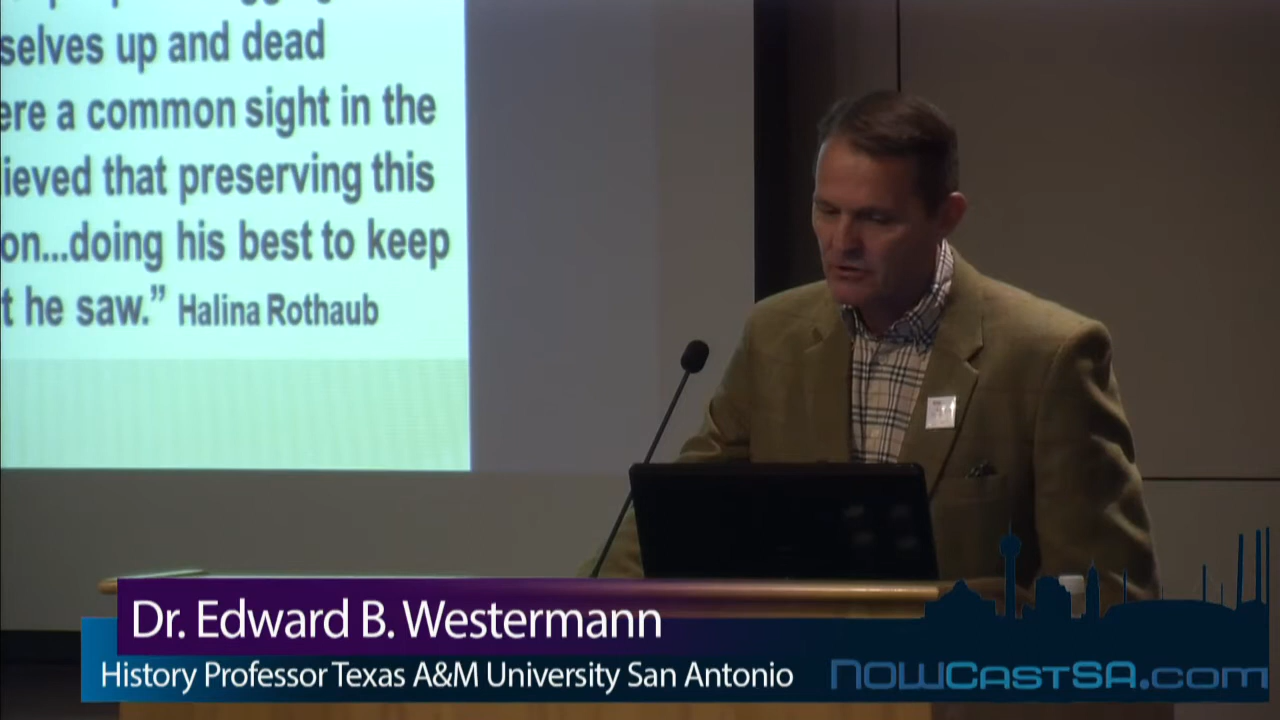 selves up and dead
ere a common sight in the
ieved that preserving this
on...doing his best to keep
t he saw.” Halina Rothaub
Dr. Edward B. Westermann
History Professor Texas A&M University San Antonio
NOWCastSA.com